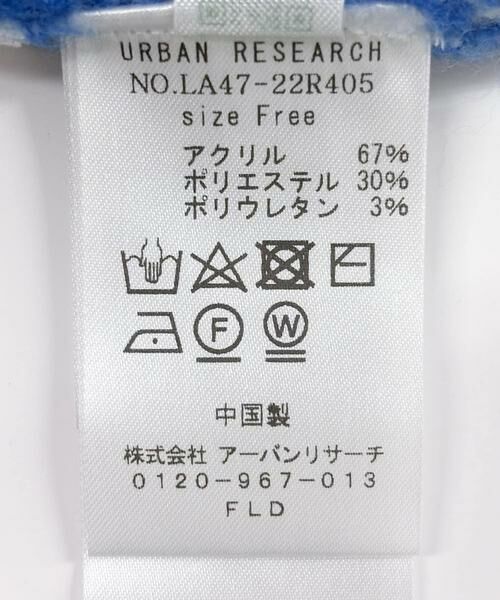 URBAN RESEARCH
NO.LA47-22R405
size Free
アクリル 67%
ポリエステル 30%
ポリウレタン 3%
F W
中国製
株式会社 アーバンリサーチ
0120-967-013
FLD